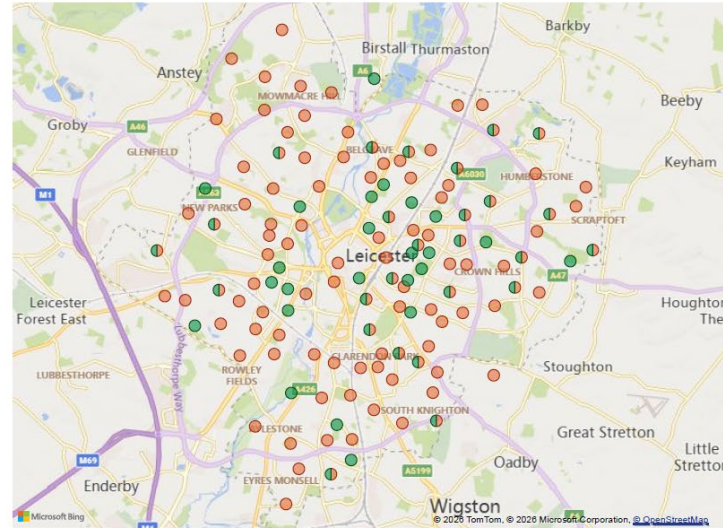 Barkby
Birstall Thurmaston
A6
Anstey
Beeby
MOWMACRE HILL
Groby
A46
GLENFIELD
BELGRAVE
Keyham
M1
A6030
HUMBERSTONE
A563
NEW PARKS
SCRAPTOFT
Leicester
CROWN HILLS
A47
Leicester
Forest East
Houghton
The
Lubbesthorpe Way
CLARENDON PARK
Stoughton
LUBBESTHORPE
ROWLEY
FIELDS
A426
SOUTH KNIGHTON
AYLESTONE
Great Stretton
M69
Oadby
Little
Stretton
Enderby
EYRES MONSELL
A5199
Wigston
Microsoft Bing
© 2026 TomTom, © 2026 Microsoft Corporation, © OpenStreetMap